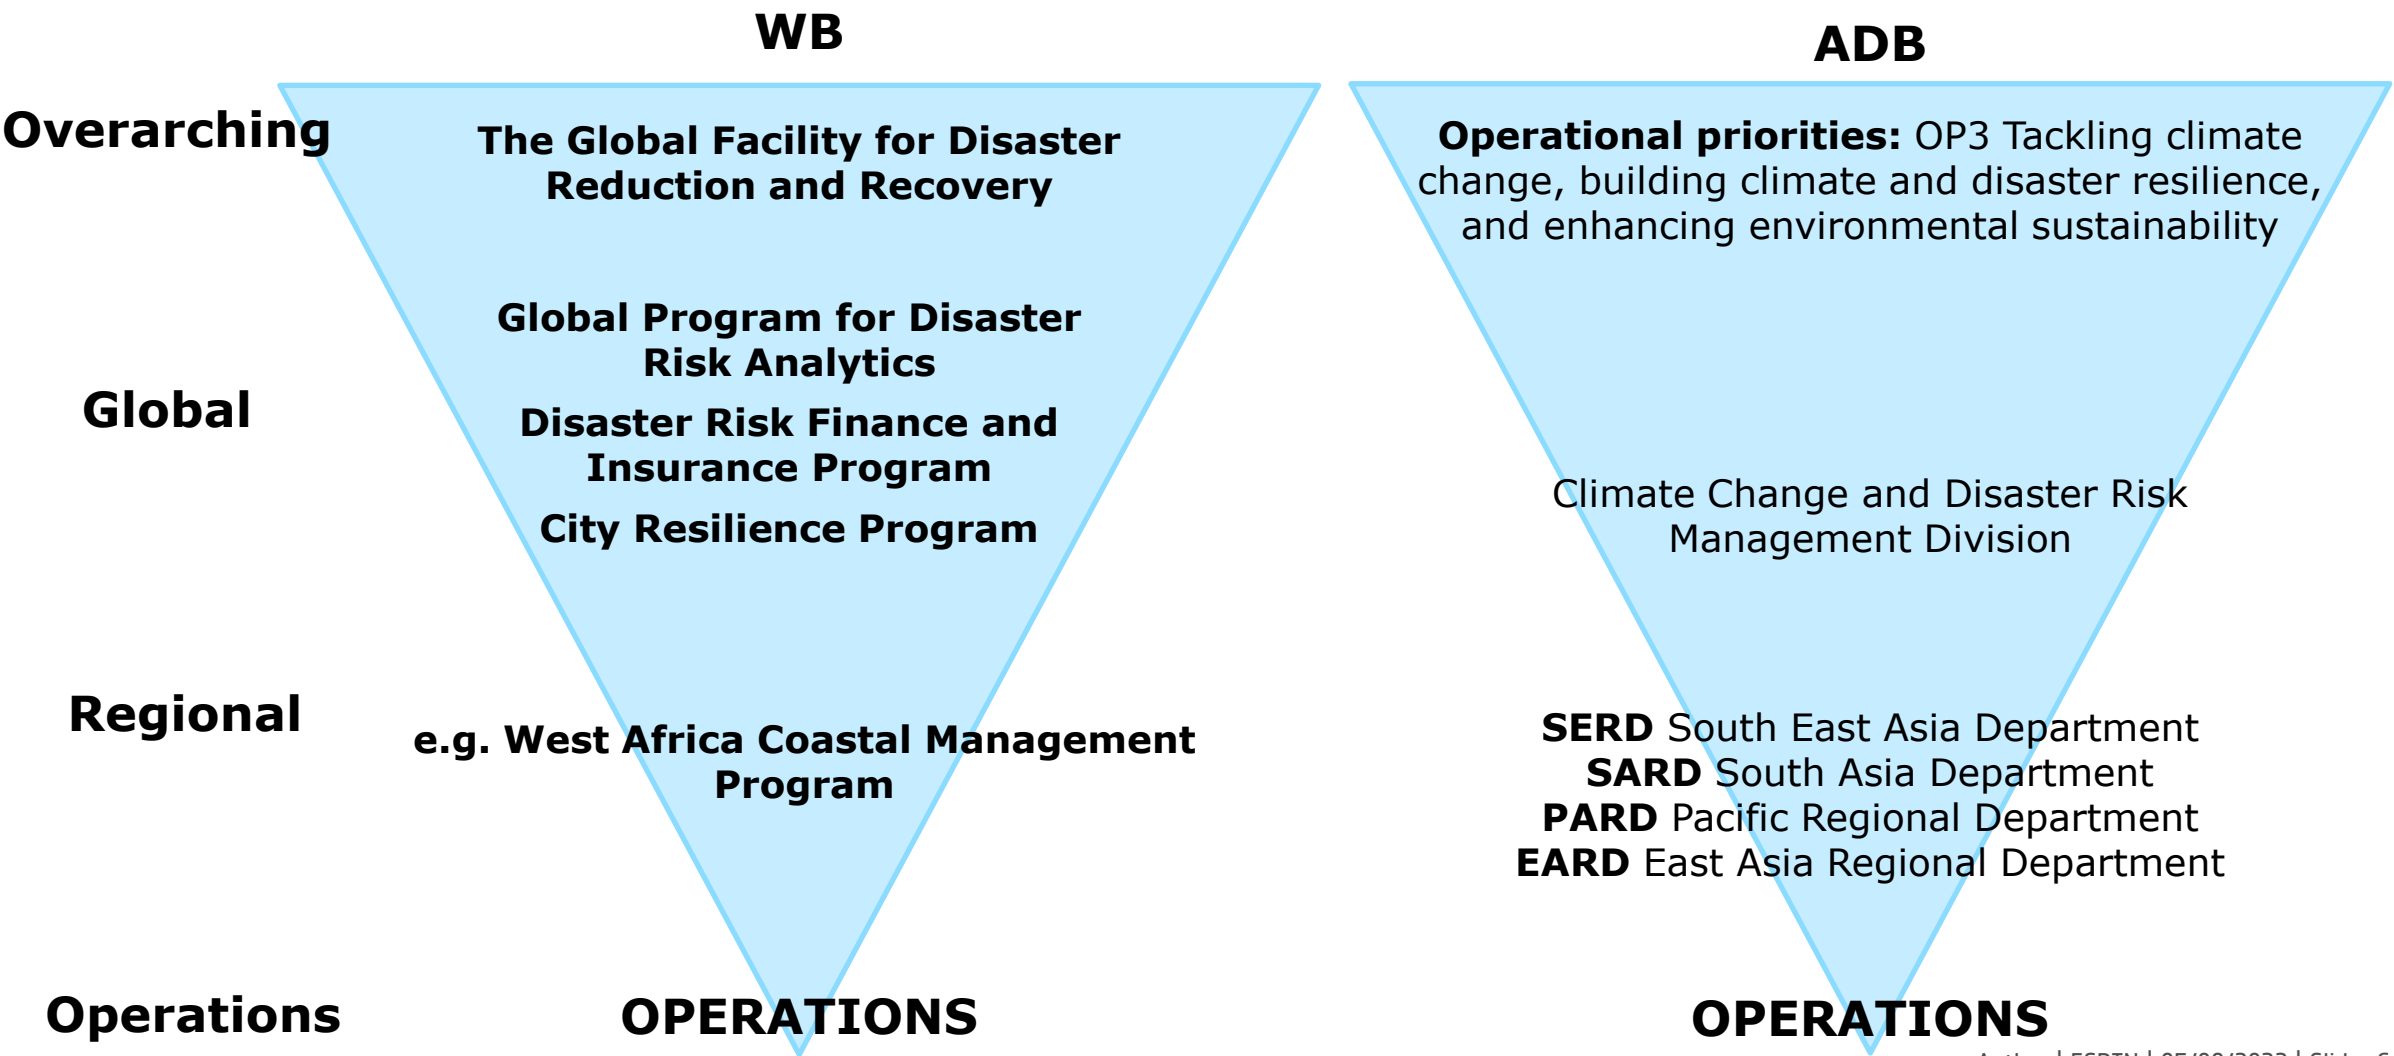 WB
ADB
Overarching
The Global Facility for Disaster
Reduction and Recovery
Operational priorities: OP3 Tackling climate
change, building climate and disaster resilience,
and enhancing environmental sustainability
Global
Global Program for Disaster
Risk Analytics
Disaster Risk Finance and
Insurance Program
City Resilience Program
Climate Change and Disaster Risk
Management Division
Regional
e.g. West Africa Coastal Management
Program
SERD South East Asia Department
SARD South Asia Department
PARD Pacific Regional Department
EARD East Asia Regional Department
Operations
OPERATIONS
OPERATIONS